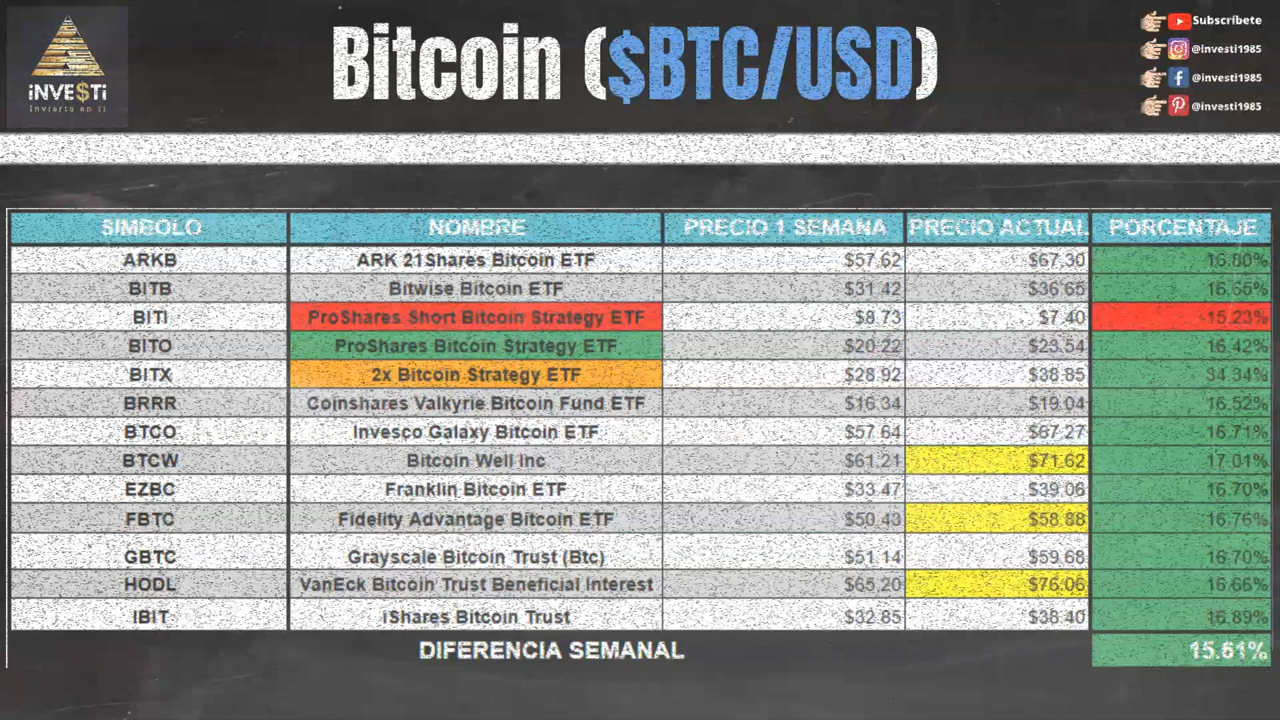 iNVE$Ti
Invierto en ti
Bitcoin ($BTC/USD)
Subscríbete
@investi1985
@investi1985
@investi1985
SIMBOLO NOMBRE PRECIO 1 SEMANA PRECIO ACTUAL PORCENTAJE
ARKB ARK 21Shares Bitcoin ETF $57.62 $67.30 16.80%
BITB Bitwise Bitcoin ETF $31.42 $36.65 16.65%
BITI ProShares Short Bitcoin Strategy ETF $8.73 $7.40 -15.23%
BITO ProShares Bitcoin Strategy ETF $20.22 $23.54 16.42%
BITX 2x Bitcoin Strategy ETF $28.92 $38.85 34.34%
BRRR Coinshares Valkyrie Bitcoin Fund ETF $16.34 $19.04 16.52%
BTCO Invesco Galaxy Bitcoin ETF $57.64 $67.27 16.71%
BTCW Bitcoin Well Inc $61.21 $71.62 17.01%
EZBC Franklin Bitcoin ETF $33.47 $39.06 16.70%
FBTC Fidelity Advantage Bitcoin ETF $50.43 $58.88 16.76%
GBTC Grayscale Bitcoin Trust (Btc) $51.14 $59.68 16.70%
HODL VanEck Bitcoin Trust Beneficial Interest $65.20 $76.06 16.66%
IBIT iShares Bitcoin Trust $32.85 $38.40 16.89%
DIFERENCIA SEMANAL 15.61%